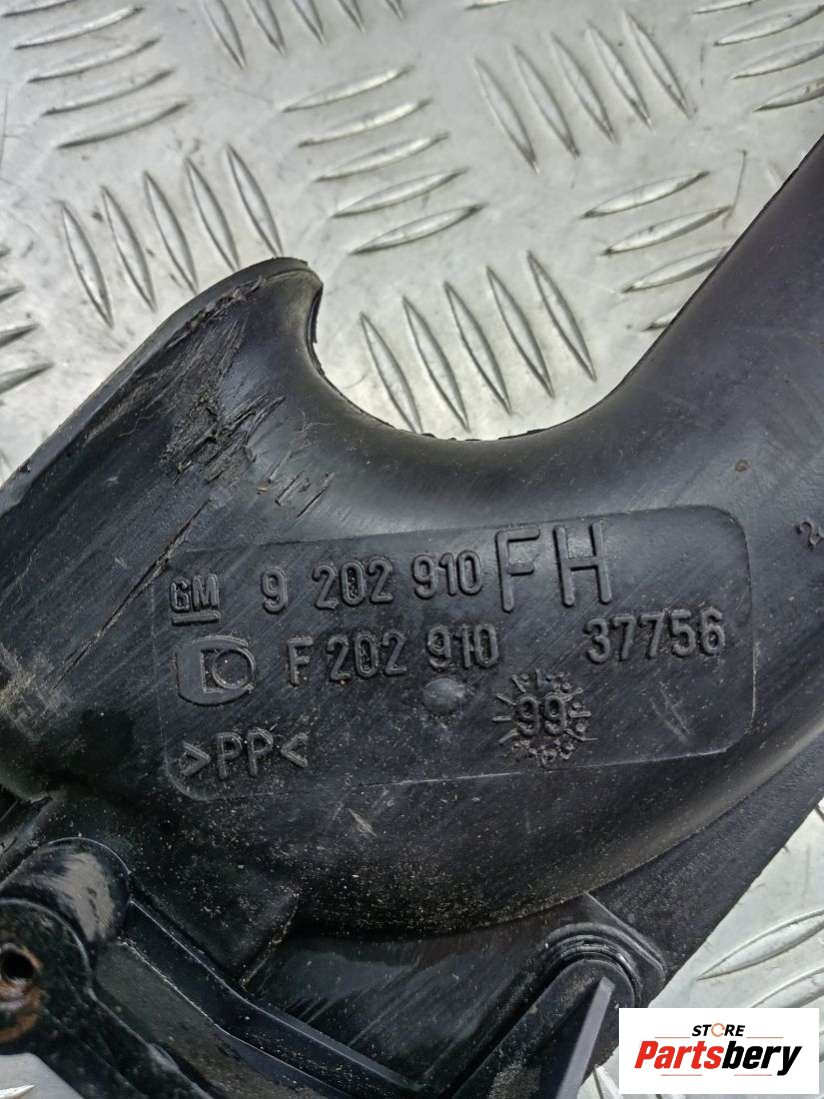 GM 9 202 910 FH
F 202 910 37756
99
>PP<
STORE
Partsbery